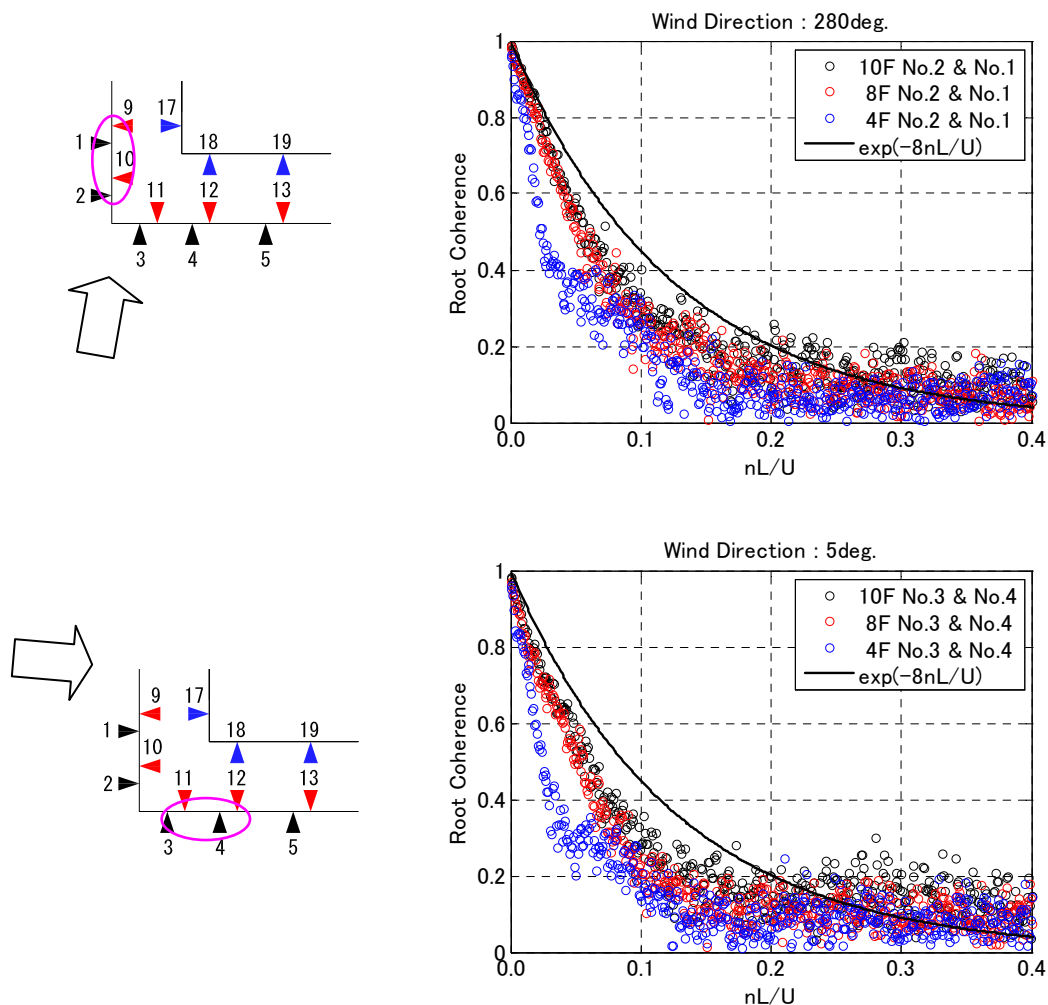 Wind Direction : 280deg.
9 17
1
10
18 19
2
11 12 13
3 4 5
1
0.8
0.6
0.4
0.2
0
Root Coherence
10F No.2 & No.1
8F No.2 & No.1
4F No.2 & No.1
exp(-8nL/U)
0.0 0.1 0.2 0.3 0.4
nL/U
Wind Direction : 5deg.
9 17
1
10
18 19
2
11 12 13
3 4 5
1
0.8
0.6
0.4
0.2
0
Root Coherence
10F No.3 & No.4
8F No.3 & No.4
4F No.3 & No.4
exp(-8nL/U)
0.0 0.1 0.2 0.3 0.4
nL/U